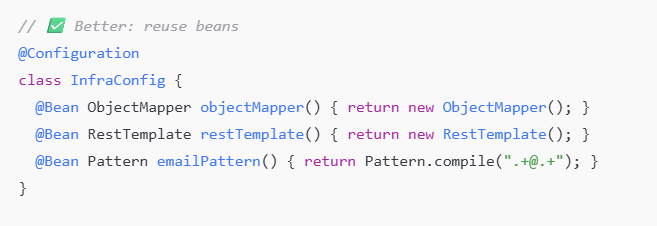 // ✅ Better: reuse beans
@Configuration
class InfraConfig {
  @Bean ObjectMapper objectMapper() { return new ObjectMapper(); }
  @Bean RestTemplate restTemplate() { return new RestTemplate(); }
  @Bean Pattern emailPattern() { return Pattern.compile(".+@.+"); }
}